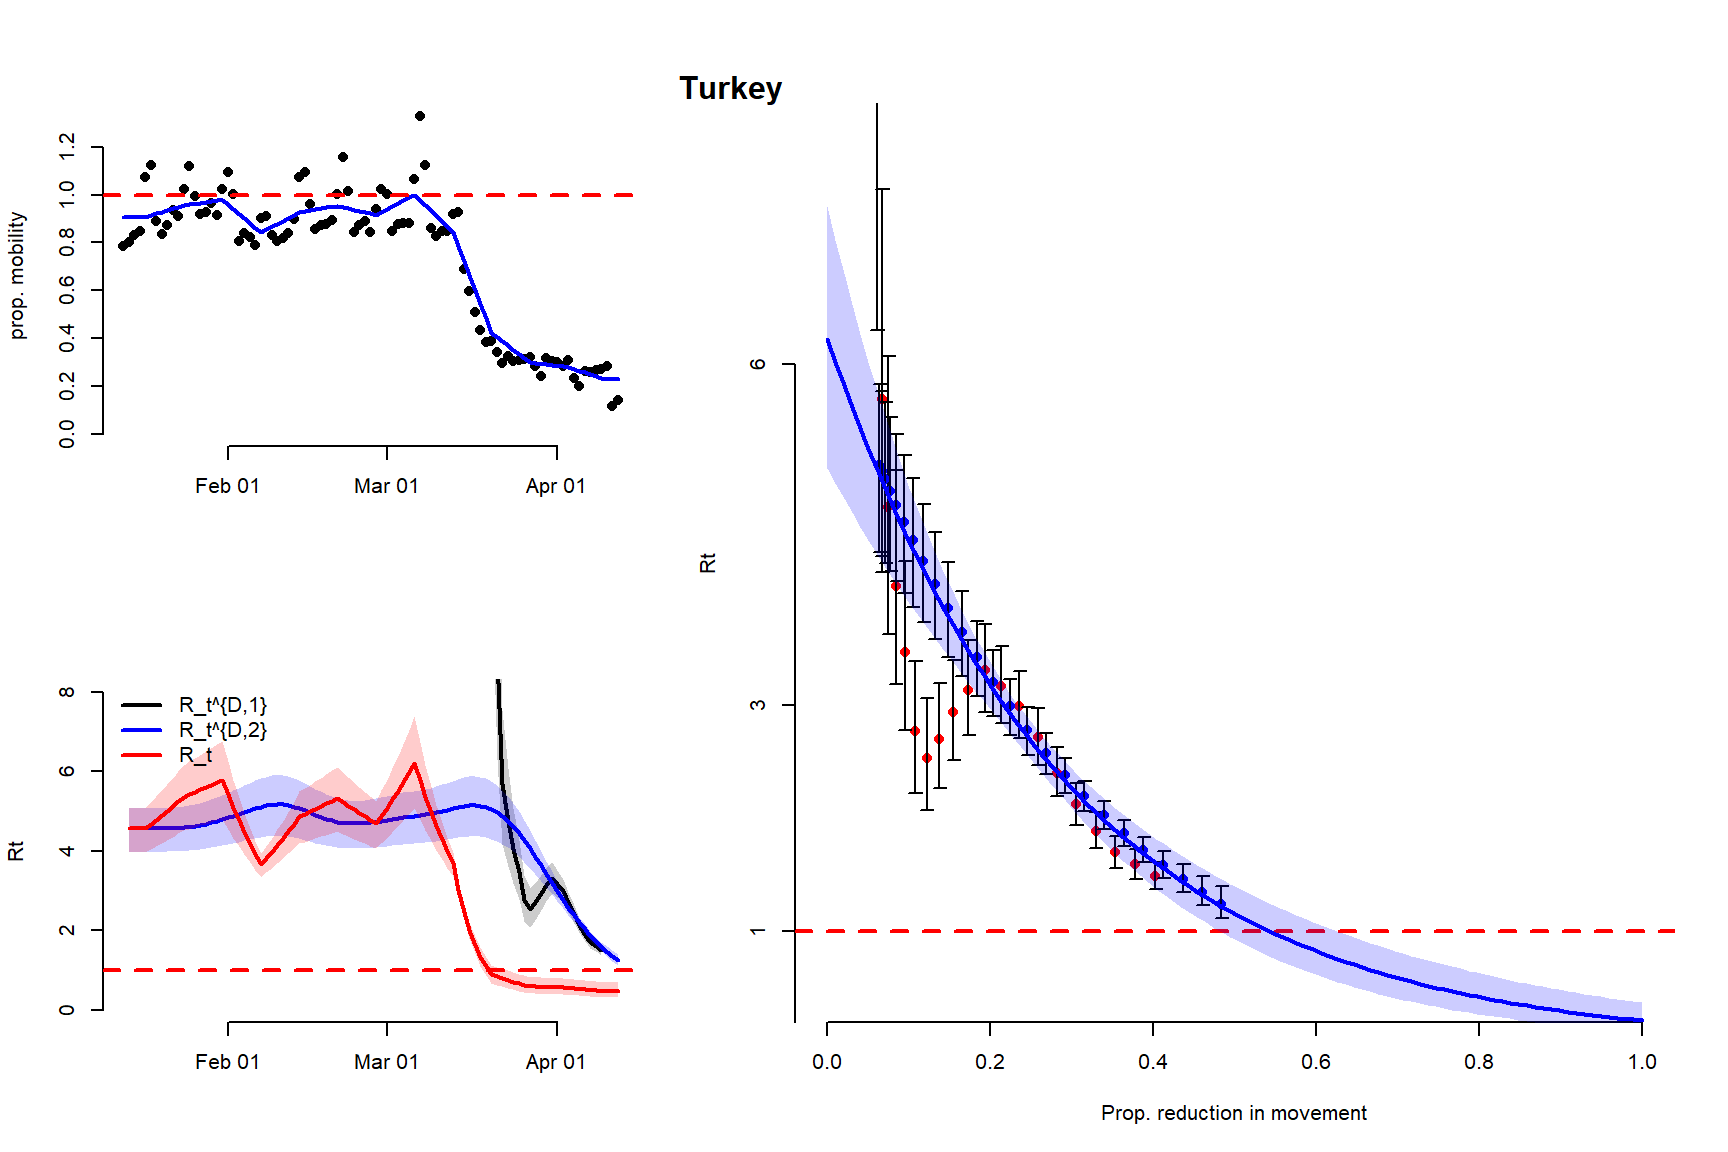 Turkey
prop. mobility
0.0 0.2 0.4 0.6 0.8 1.0 1.2
Feb 01 Mar 01 Apr 01
Rt
0 2 4 6 8
R_t^{D,1}
R_t^{D,2}
R_t
Feb 01 Mar 01 Apr 01
Rt
1 3 6
0.0 0.2 0.4 0.6 0.8 1.0
Prop. reduction in movement